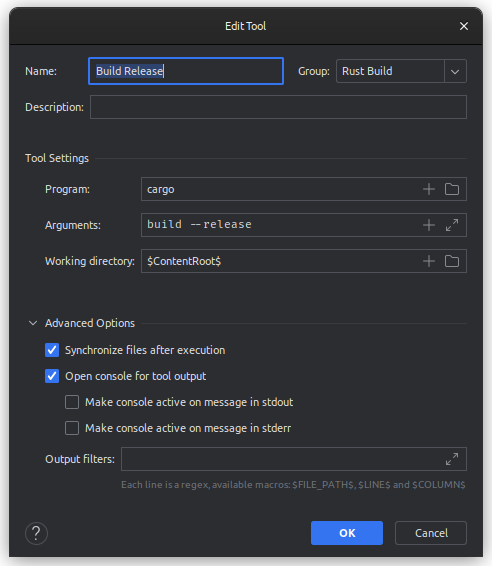 Edit Tool
Name: Build Release Group: Rust Build
Description:
Tool Settings
Program: cargo
Arguments: build --release
Working directory: $ContentRoot$
Advanced Options
Synchronize files after execution
Open console for tool output
Make console active on message in stdout
Make console active on message in stderr
Output filters:
Each line is a regex, available macros: $FILE_PATH$, $LINE$ and $COLUMN$
? OK Cancel